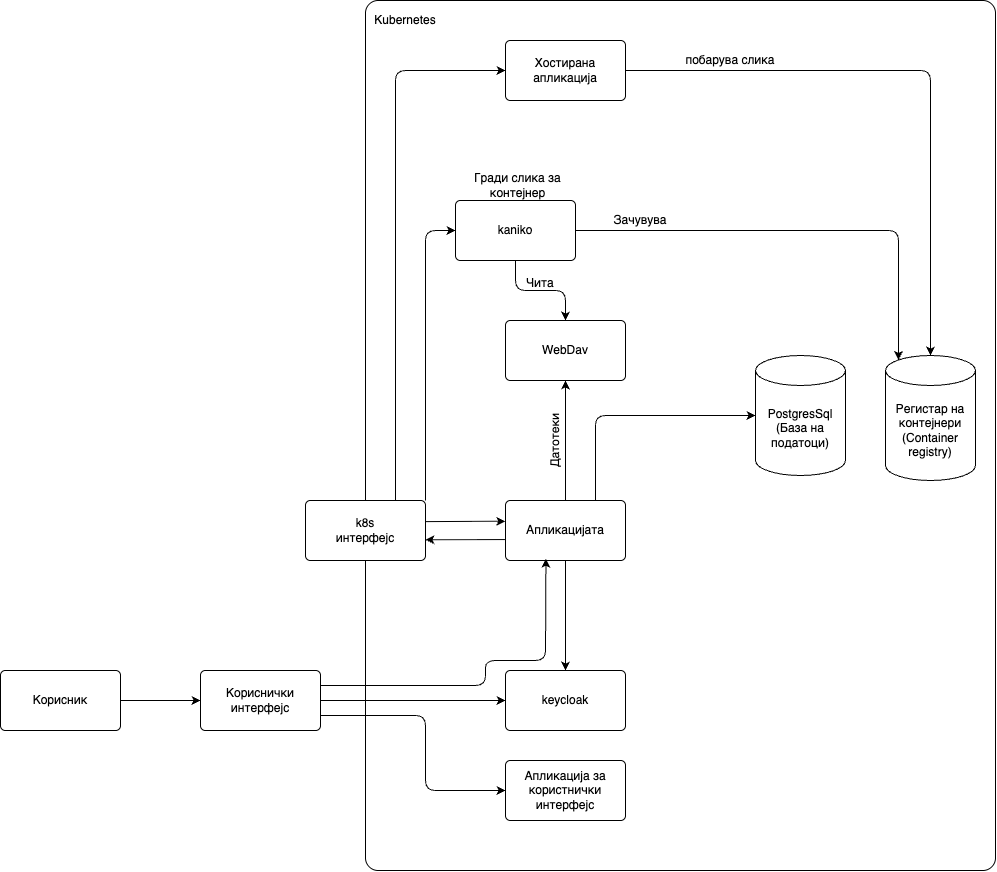 Kubernetes
Хостирана
апликација
побарува слика
Гради слика за
контејнер
kaniko
Зачувува
Чита
WebDav
PostgresSql
(База на
податоци)
Регистар на
контејнери
(Container
registry)
Датотеки
k8s
интерфејс
Апликацијата
Корисник
Кориснички
интерфејс
keycloak
Апликација за
користнички
интерфејс